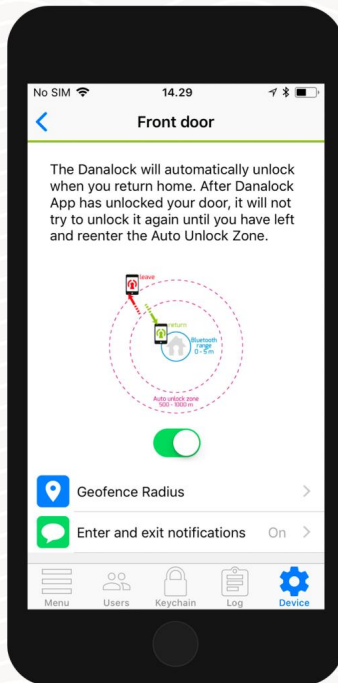 No SIM 14.29
Front door
The Danalock will automatically unlock
when you return home. After Danalock
App has unlocked your door, it will not
try to unlock it again until you have left
and reenter the Auto Unlock Zone.
leave
return
Bluetooth
range
0 - 5 m
Auto unlock zone
500 - 1000 m
Geofence Radius
Enter and exit notifications On
Menu Users Keychain Log Device